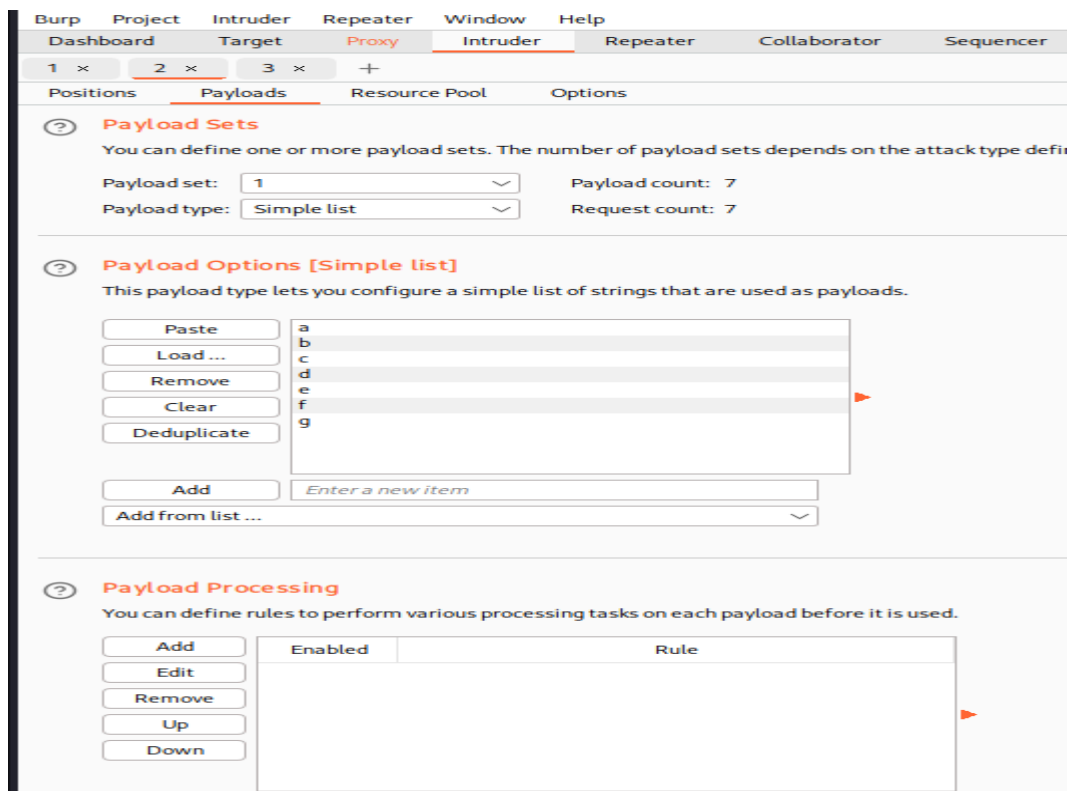 Burp Project Intruder Repeater Window Help
Dashboard Target Proxy Intruder Repeater Collaborator Sequencer
1 × 2 × 3 × +
Positions Payloads Resource Pool Options
? Payload Sets
You can define one or more payload sets. The number of payload sets depends on the attack type defi
Payload set: 1 Payload count: 7
Payload type: Simple list Request count: 7
? Payload Options [Simple list]
This payload type lets you configure a simple list of strings that are used as payloads.
Paste
Load ...
Remove
Clear
Deduplicate
a
b
c
d
e
f
g
Add Enter a new item
Add from list ...
? Payload Processing
You can define rules to perform various processing tasks on each payload before it is used.
Add
Edit
Remove
Up
Down
Enabled Rule